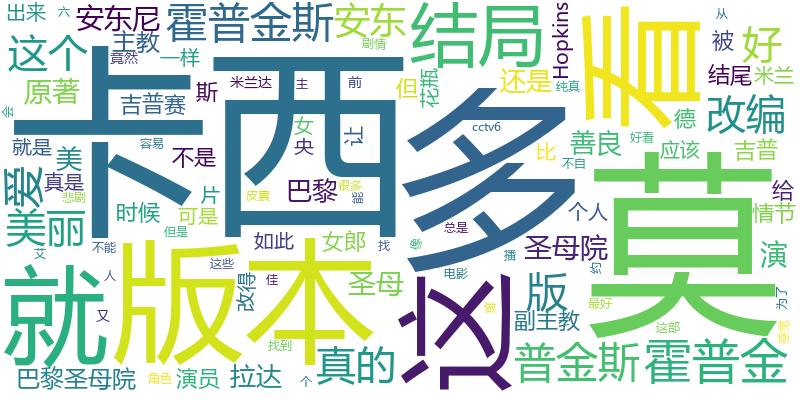 出来
六
安东尼
霍普金斯
安东
结局
看
Hopkins
从
被
好
主教
剧情
竟然
一样
这个
花瓶
但
还是
纯真
结尾
米兰
原著
吉普赛
斯
米兰达
主
前
cctv6
改编
会
卡
西
多
莫
就是
容易
女
让
善良
好看
德
不是
央
比
不自
应该
吉普
爱
美
真是
片
巴黎
皮囊
很多
能
给
悲剧
时候
可是
个人
情节
美丽
但是
如此
女郎
找
总是
圣母院
演
不能
这些
像
播
艾
圣母
这
电影
约
为了
就
版本
人
改得
佳
做
版
最好
又
副主教
这部
感觉
找到
真的
普金斯
霍普金
巴黎圣母院
角色
演员
拉达
个